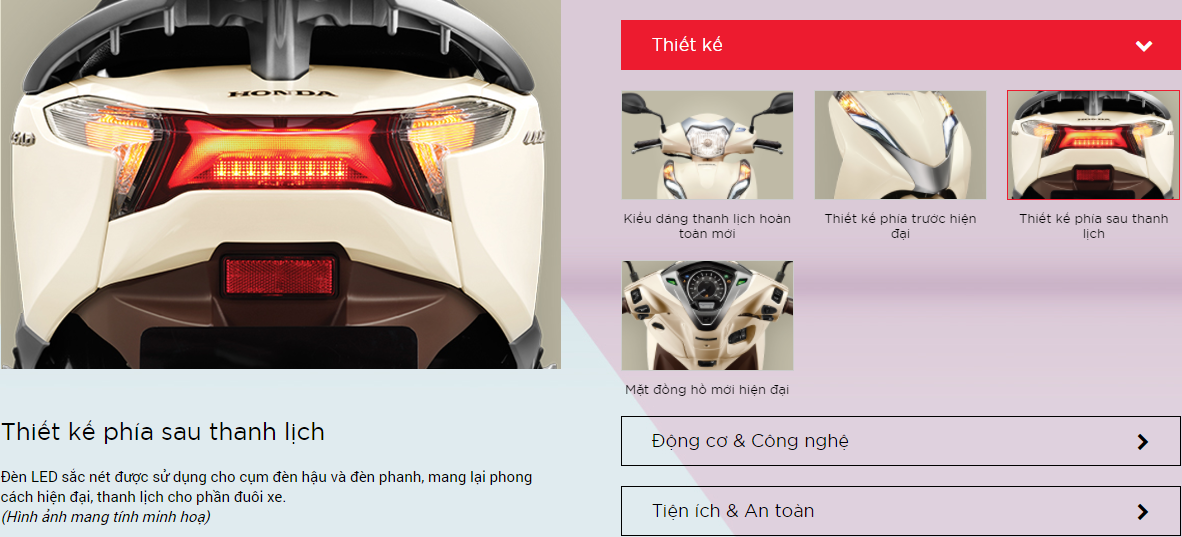 HONDA
Thiết kế phía sau thanh lịch
Đèn LED sắc nét được sử dụng cho cụm đèn hậu và đèn phanh, mang lại phong
cách hiện đại, thanh lịch cho phần đuôi xe.
(Hình ảnh mang tính minh hoạ)
Thiết kế
Kiểu dáng thanh lịch hoàn
toàn mới
Thiết kế phía trước hiện
đại
HONDA
Thiết kế phía sau thanh
lịch
Mặt đồng hồ mới hiện đại
Động cơ & Công nghệ
Tiện ích & An toàn